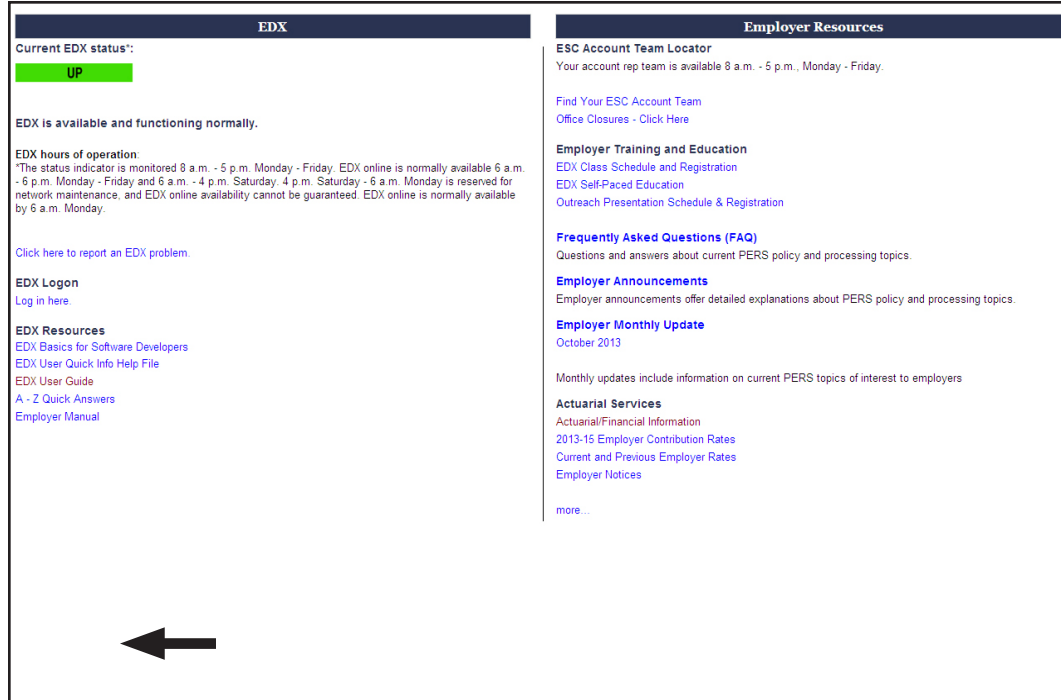 EDX
Current EDX status*:
UP
EDX is available and functioning normally.
EDX hours of operation:
*The status indicator is monitored 8 a.m. - 5 p.m. Monday - Friday. EDX online is normally available 6 a.m.
- 6 p.m. Monday - Friday and 6 a.m. - 4 p.m. Saturday. 4 p.m. Saturday - 6 a.m. Monday is reserved for
network maintenance, and EDX online availability cannot be guaranteed. EDX online is normally available
by 6 a.m. Monday.
Click here to report an EDX problem.
EDX Logon
Log in here.
EDX Resources
EDX Basics for Software Developers
EDX User Quick Info Help File
EDX User Guide
A - Z Quick Answers
Employer Manual
Employer Resources
ESC Account Team Locator
Your account rep team is available 8 a.m. - 5 p.m., Monday - Friday.
Find Your ESC Account Team
Office Closures - Click Here
Employer Training and Education
EDX Class Schedule and Registration
EDX Self-Paced Education
Outreach Presentation Schedule & Registration
Frequently Asked Questions (FAQ)
Questions and answers about current PERS policy and processing topics.
Employer Announcements
Employer announcements offer detailed explanations about PERS policy and processing topics.
Employer Monthly Update
October 2013
Monthly updates include information on current PERS topics of interest to employers
Actuarial Services
Actuarial/Financial Information
2013-15 Employer Contribution Rates
Current and Previous Employer Rates
Employer Notices
more...